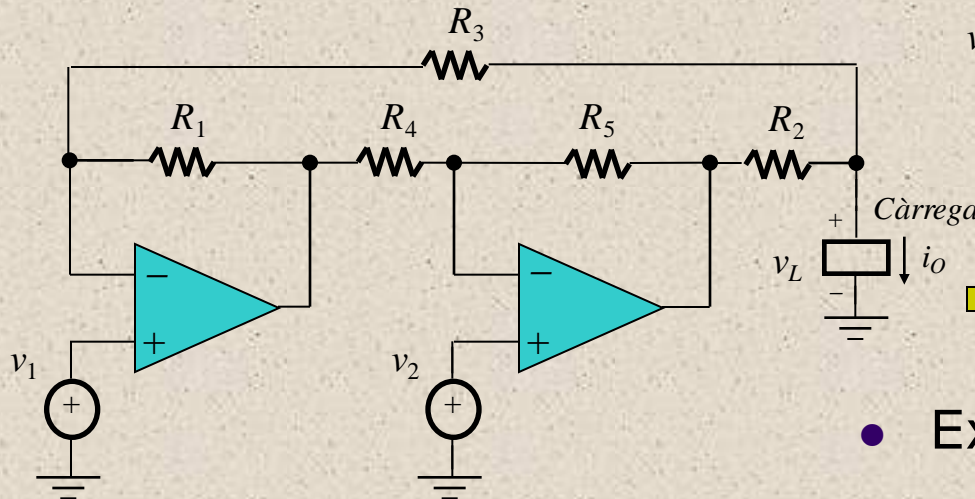 R3
v
R1 R4 R5 R2
+ Càrrega
− − vL iO
−
+ +
v1 v2
+ +
• Ex